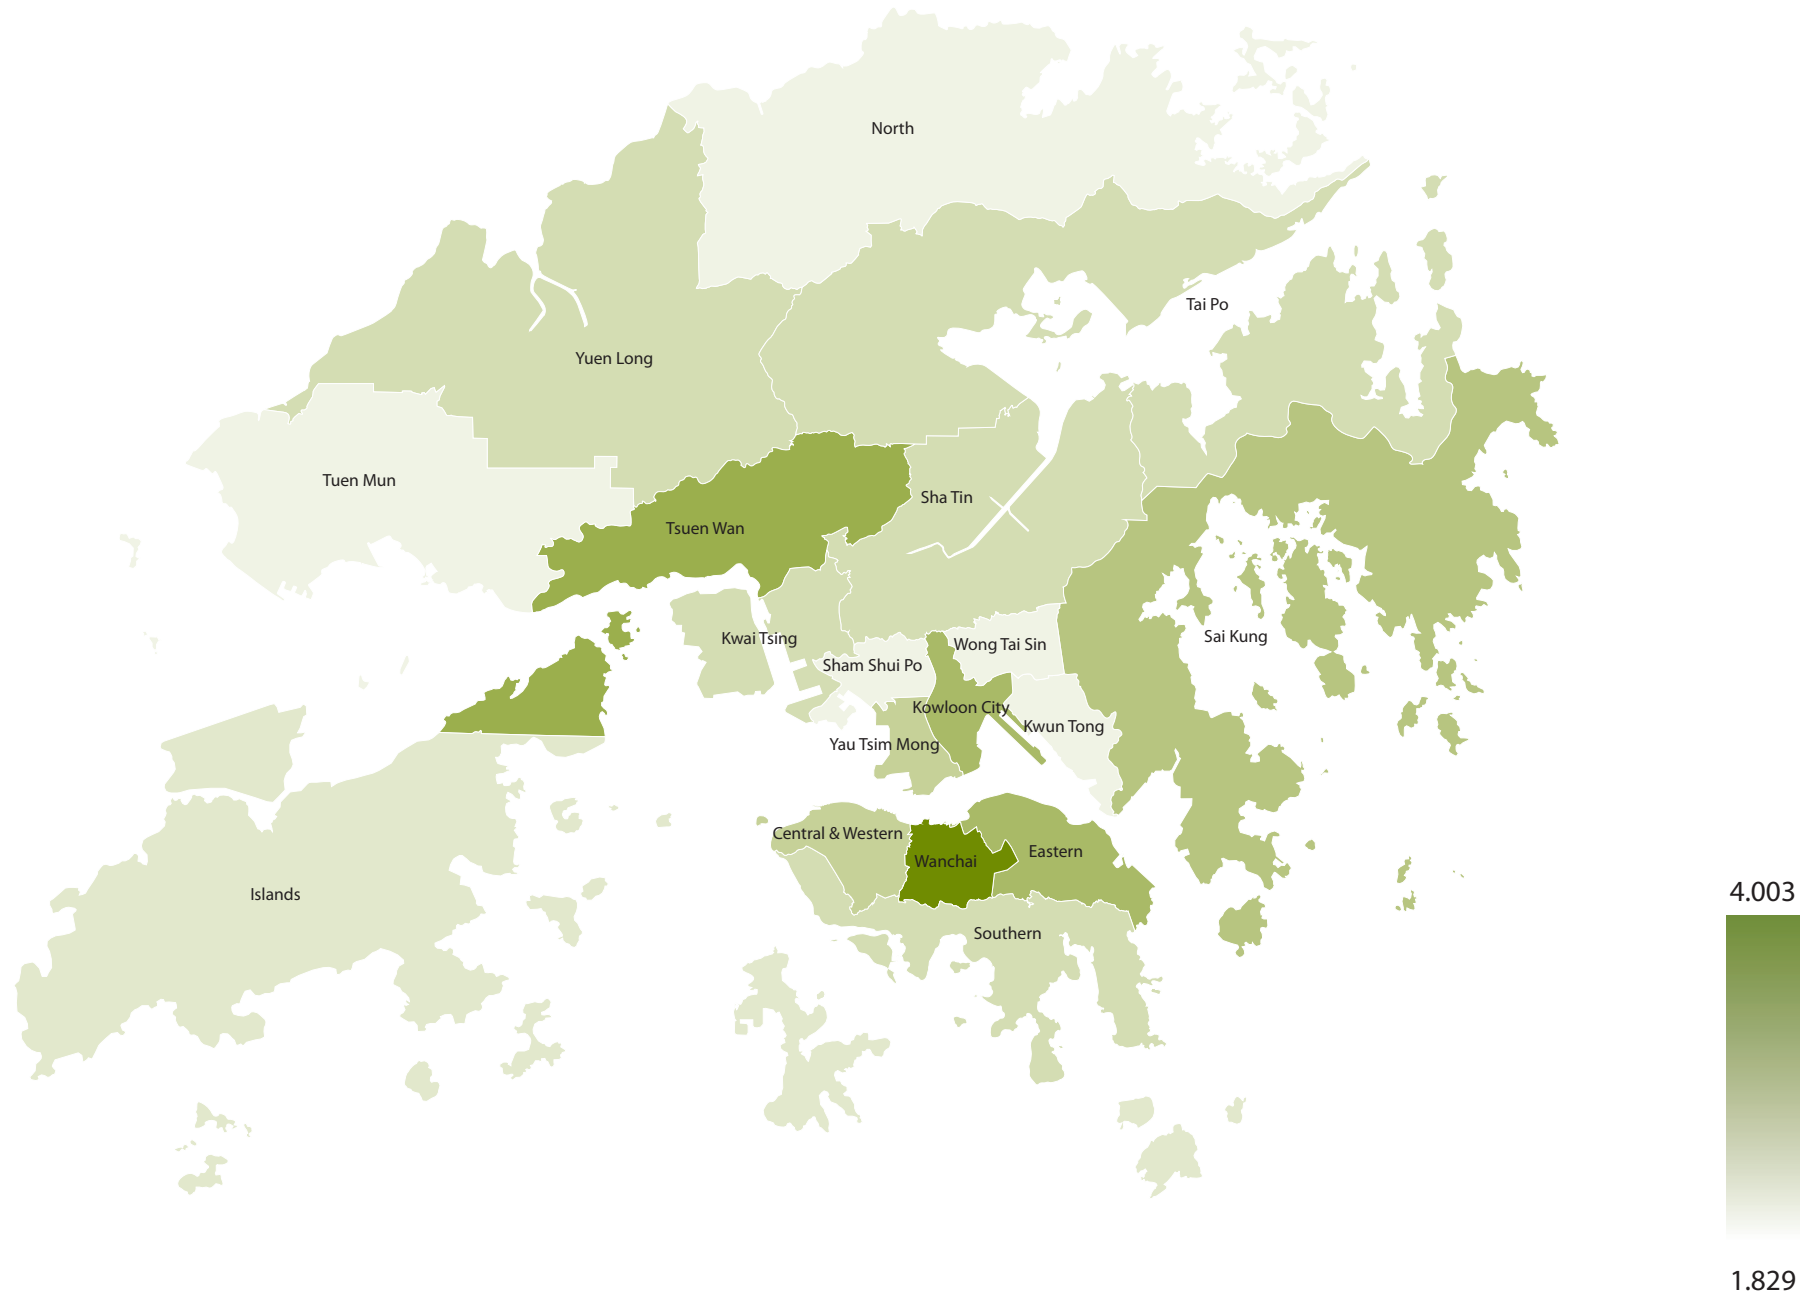 North
Tai Po
Yuen Long
Tuen Mun
Sha Tin
Tsuen Wan
Kwai Tsing
Sai Kung
Wong Tai Sin
Sham Shui Po
Kowloon City
Kwun Tong
Yau Tsim Mong
Central & Western
Eastern
Wanchai
Islands
4.003
Southern
1.829